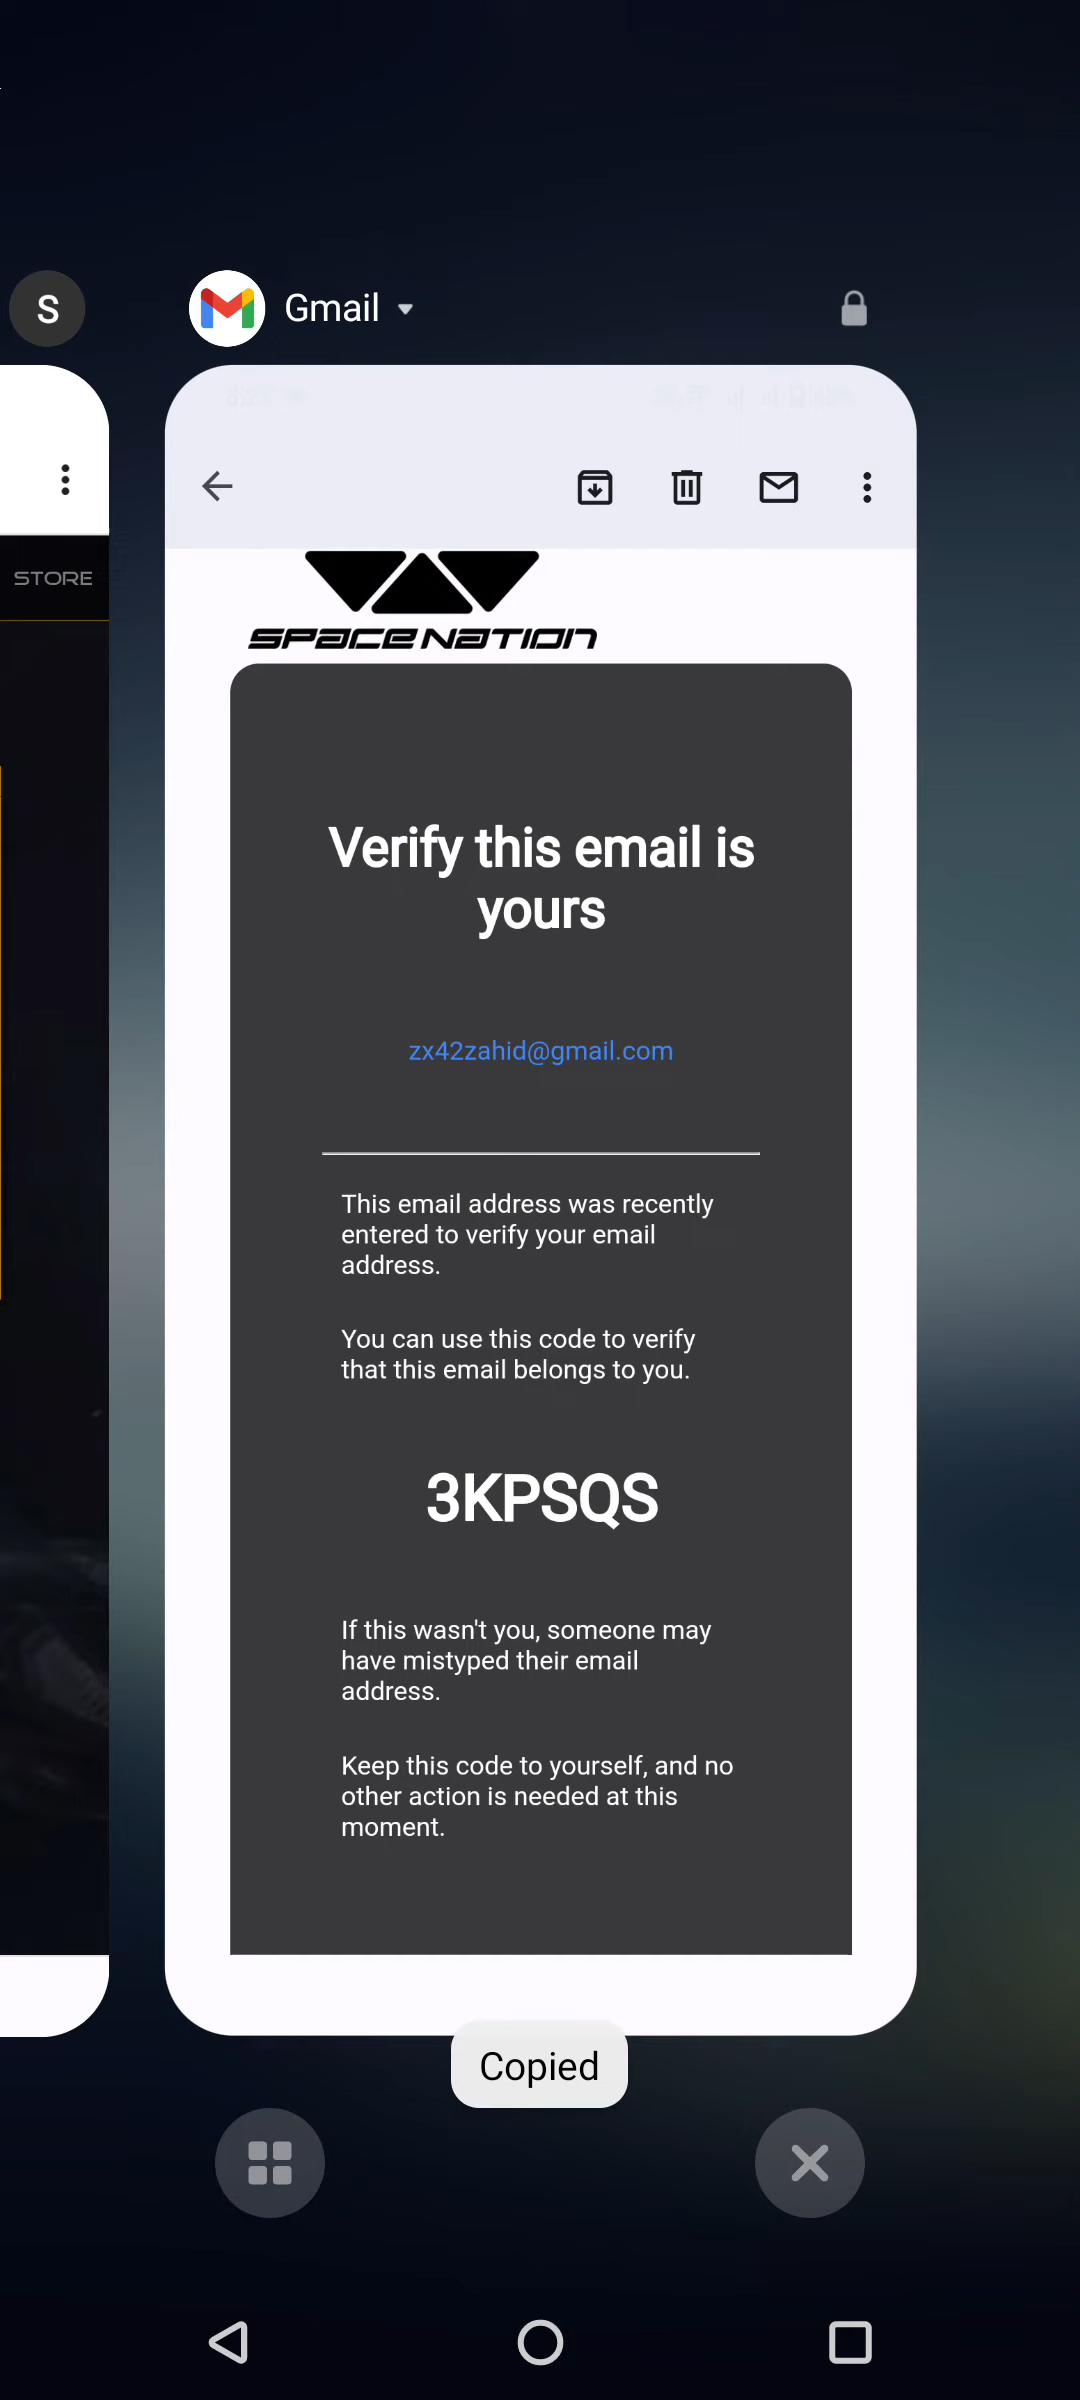 S
Gmail
STORE
SPACE NATION
Verify this email is
yours
zx42zahid@gmail.com
This email address was recently
entered to verify your email
address.
You can use this code to verify
that this email belongs to you.
3KPSQS
If this wasn't you, someone may
have mistyped their email
address.
Keep this code to yourself, and no
other action is needed at this
moment.
Copied